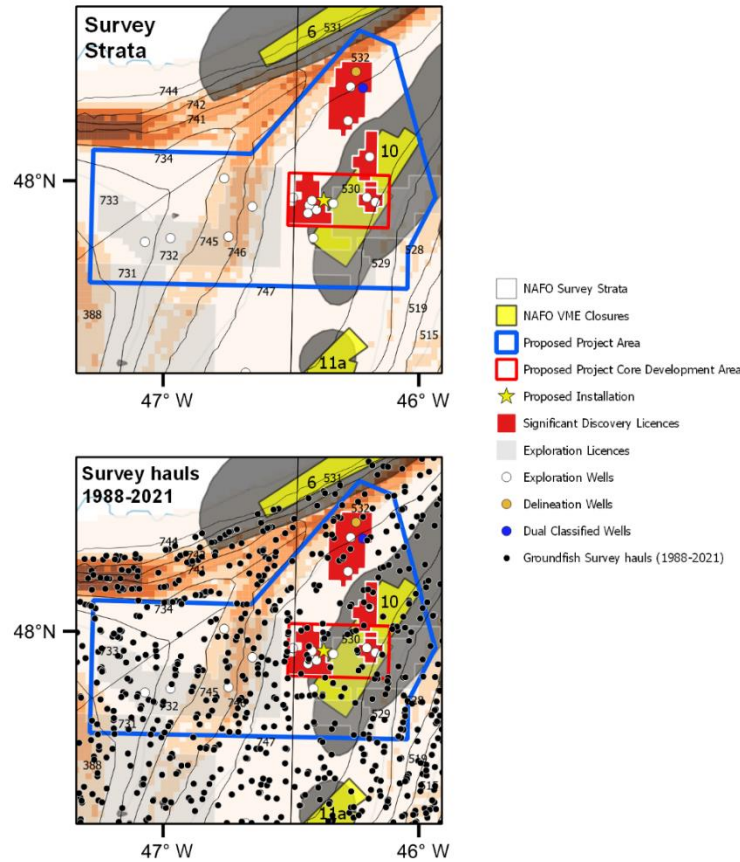 Survey
Strata
6
531
532
744
742
741
734
10
48°N
530
733
745
732
746
731
529
528
747
519
388
515
11a
47° W
46° W
NAFO Survey Strata
NAFO VME Closures
Proposed Project Area
Proposed Project Core Development Area
Proposed Installation
Significant Discovery Licences
Exploration Licences
Exploration Wells
Delineation Wells
Dual Classified Wells
Groundfish Survey hauls (1988-2021)
Survey hauls
1988-2021
6
531
532
744
734
10
48°N
530
733
745
732
731
529
747
388
11a
47° W
46° W